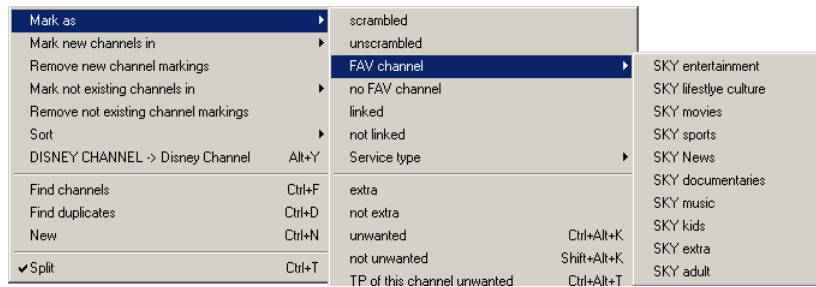 Mark as
Mark new channels in
Remove new channel markings
Mark not existing channels in
Remove not existing channel markings
Sort
DISNEY CHANNEL -> Disney Channel Alt+Y
Find channels Ctrl+F
Find duplicates Ctrl+D
New Ctrl+N
Split Ctrl+T
scrambled
unscrambled
FAV channel
no FAV channel
linked
not linked
Service type
extra
not extra
unwanted Ctrl+Alt+K
not unwanted Shift+Alt+K
TP of this channel unwanted Ctrl+Alt+T
SKY entertainment
SKY lifestlye culture
SKY movies
SKY sports
SKY News
SKY documentaries
SKY music
SKY kids
SKY extra
SKY adult